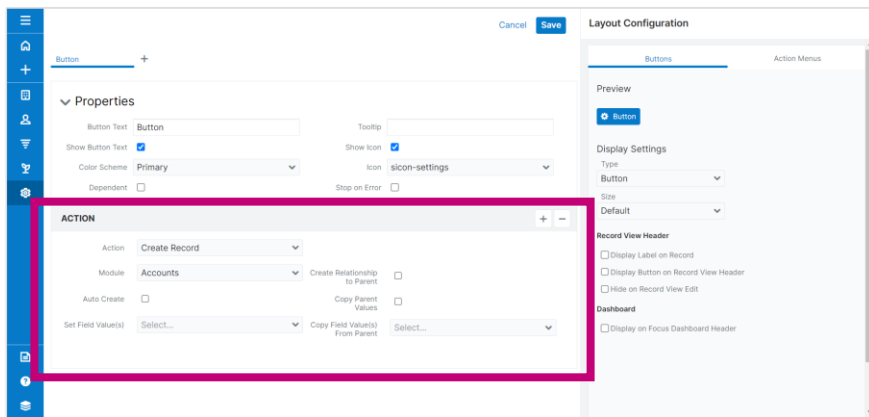 Cancel Save
Layout Configuration
Button +
Buttons Action Menus
Properties
Preview
Button
Button Text Button Tooltip
Show Button Text Show Icon
Color Scheme Primary Icon sicon-settings
Dependent Stop on Error
Display Settings
Type
Button
Size
Default
ACTION + −
Action Create Record
Module Accounts Create Relationship
to Parent
Auto Create Copy Parent
Values
Set Field Value(s) Select... Copy Field Value(s)
From Parent Select...
Record View Header
Display Label on Record
Display Button on Record View Header
Hide on Record View Edit
Dashboard
Display on Focus Dashboard Header